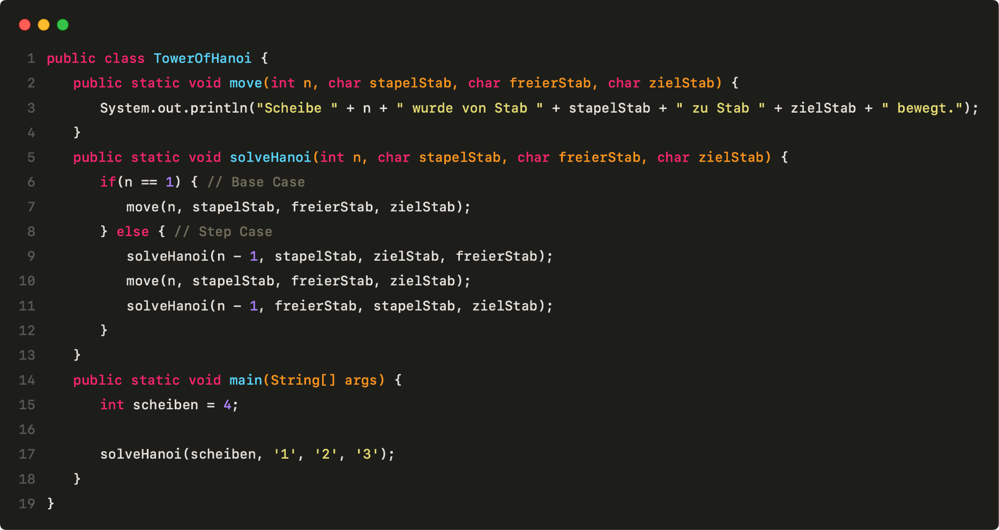 1 public class TowerOfHanoi {
2 public static void move(int n, char stapelStab, char freierStab, char zielStab) {
3 System.out.println("Scheibe " + n + " wurde von Stab " + stapelStab + " zu Stab " + zielStab + " bewegt.");
4 }
5 public static void solveHanoi(int n, char stapelStab, char freierStab, char zielStab) {
6 if(n == 1) { // Base Case
7 move(n, stapelStab, freierStab, zielStab);
8 } else { // Step Case
9 solveHanoi(n - 1, stapelStab, zielStab, freierStab);
10 move(n, stapelStab, freierStab, zielStab);
11 solveHanoi(n - 1, freierStab, stapelStab, zielStab);
12 }
13 }
14 public static void main(String[] args) {
15 int scheiben = 4;
16
17 solveHanoi(scheiben, '1', '2', '3');
18 }
19 }